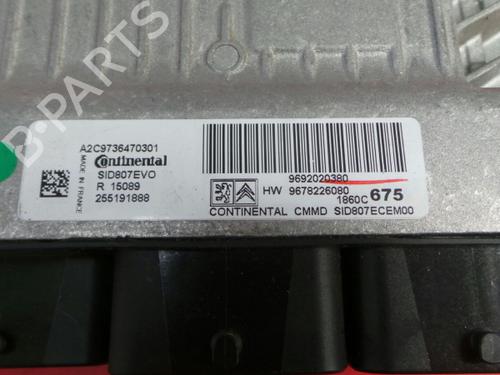 A2C9736470301
Continental
SID807EVO
R 15089
255191888
MADE IN FRANCE
9692020380
HW 9678226080
1860C 675
CONTINENTAL CMMD SID807ECEM00
B-PARTS